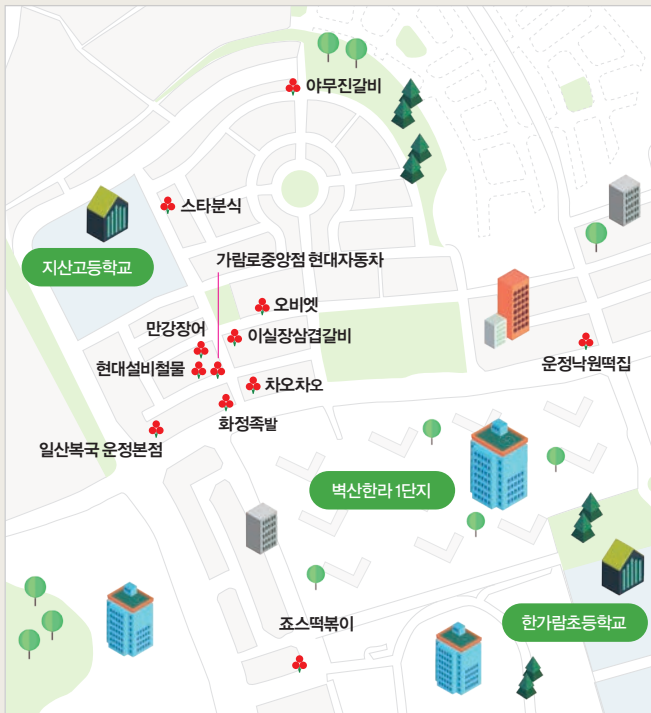 야무진갈비
스타분식
지산고등학교
가람로중앙점 현대자동차
오비엣
만강장어
이실장삼겹갈비
현대설비철물
운정낙원떡집
차오차오
화정족발
일산복국 운정본점
벽산한라 1단지
한가람초등학교
죠스떡볶이